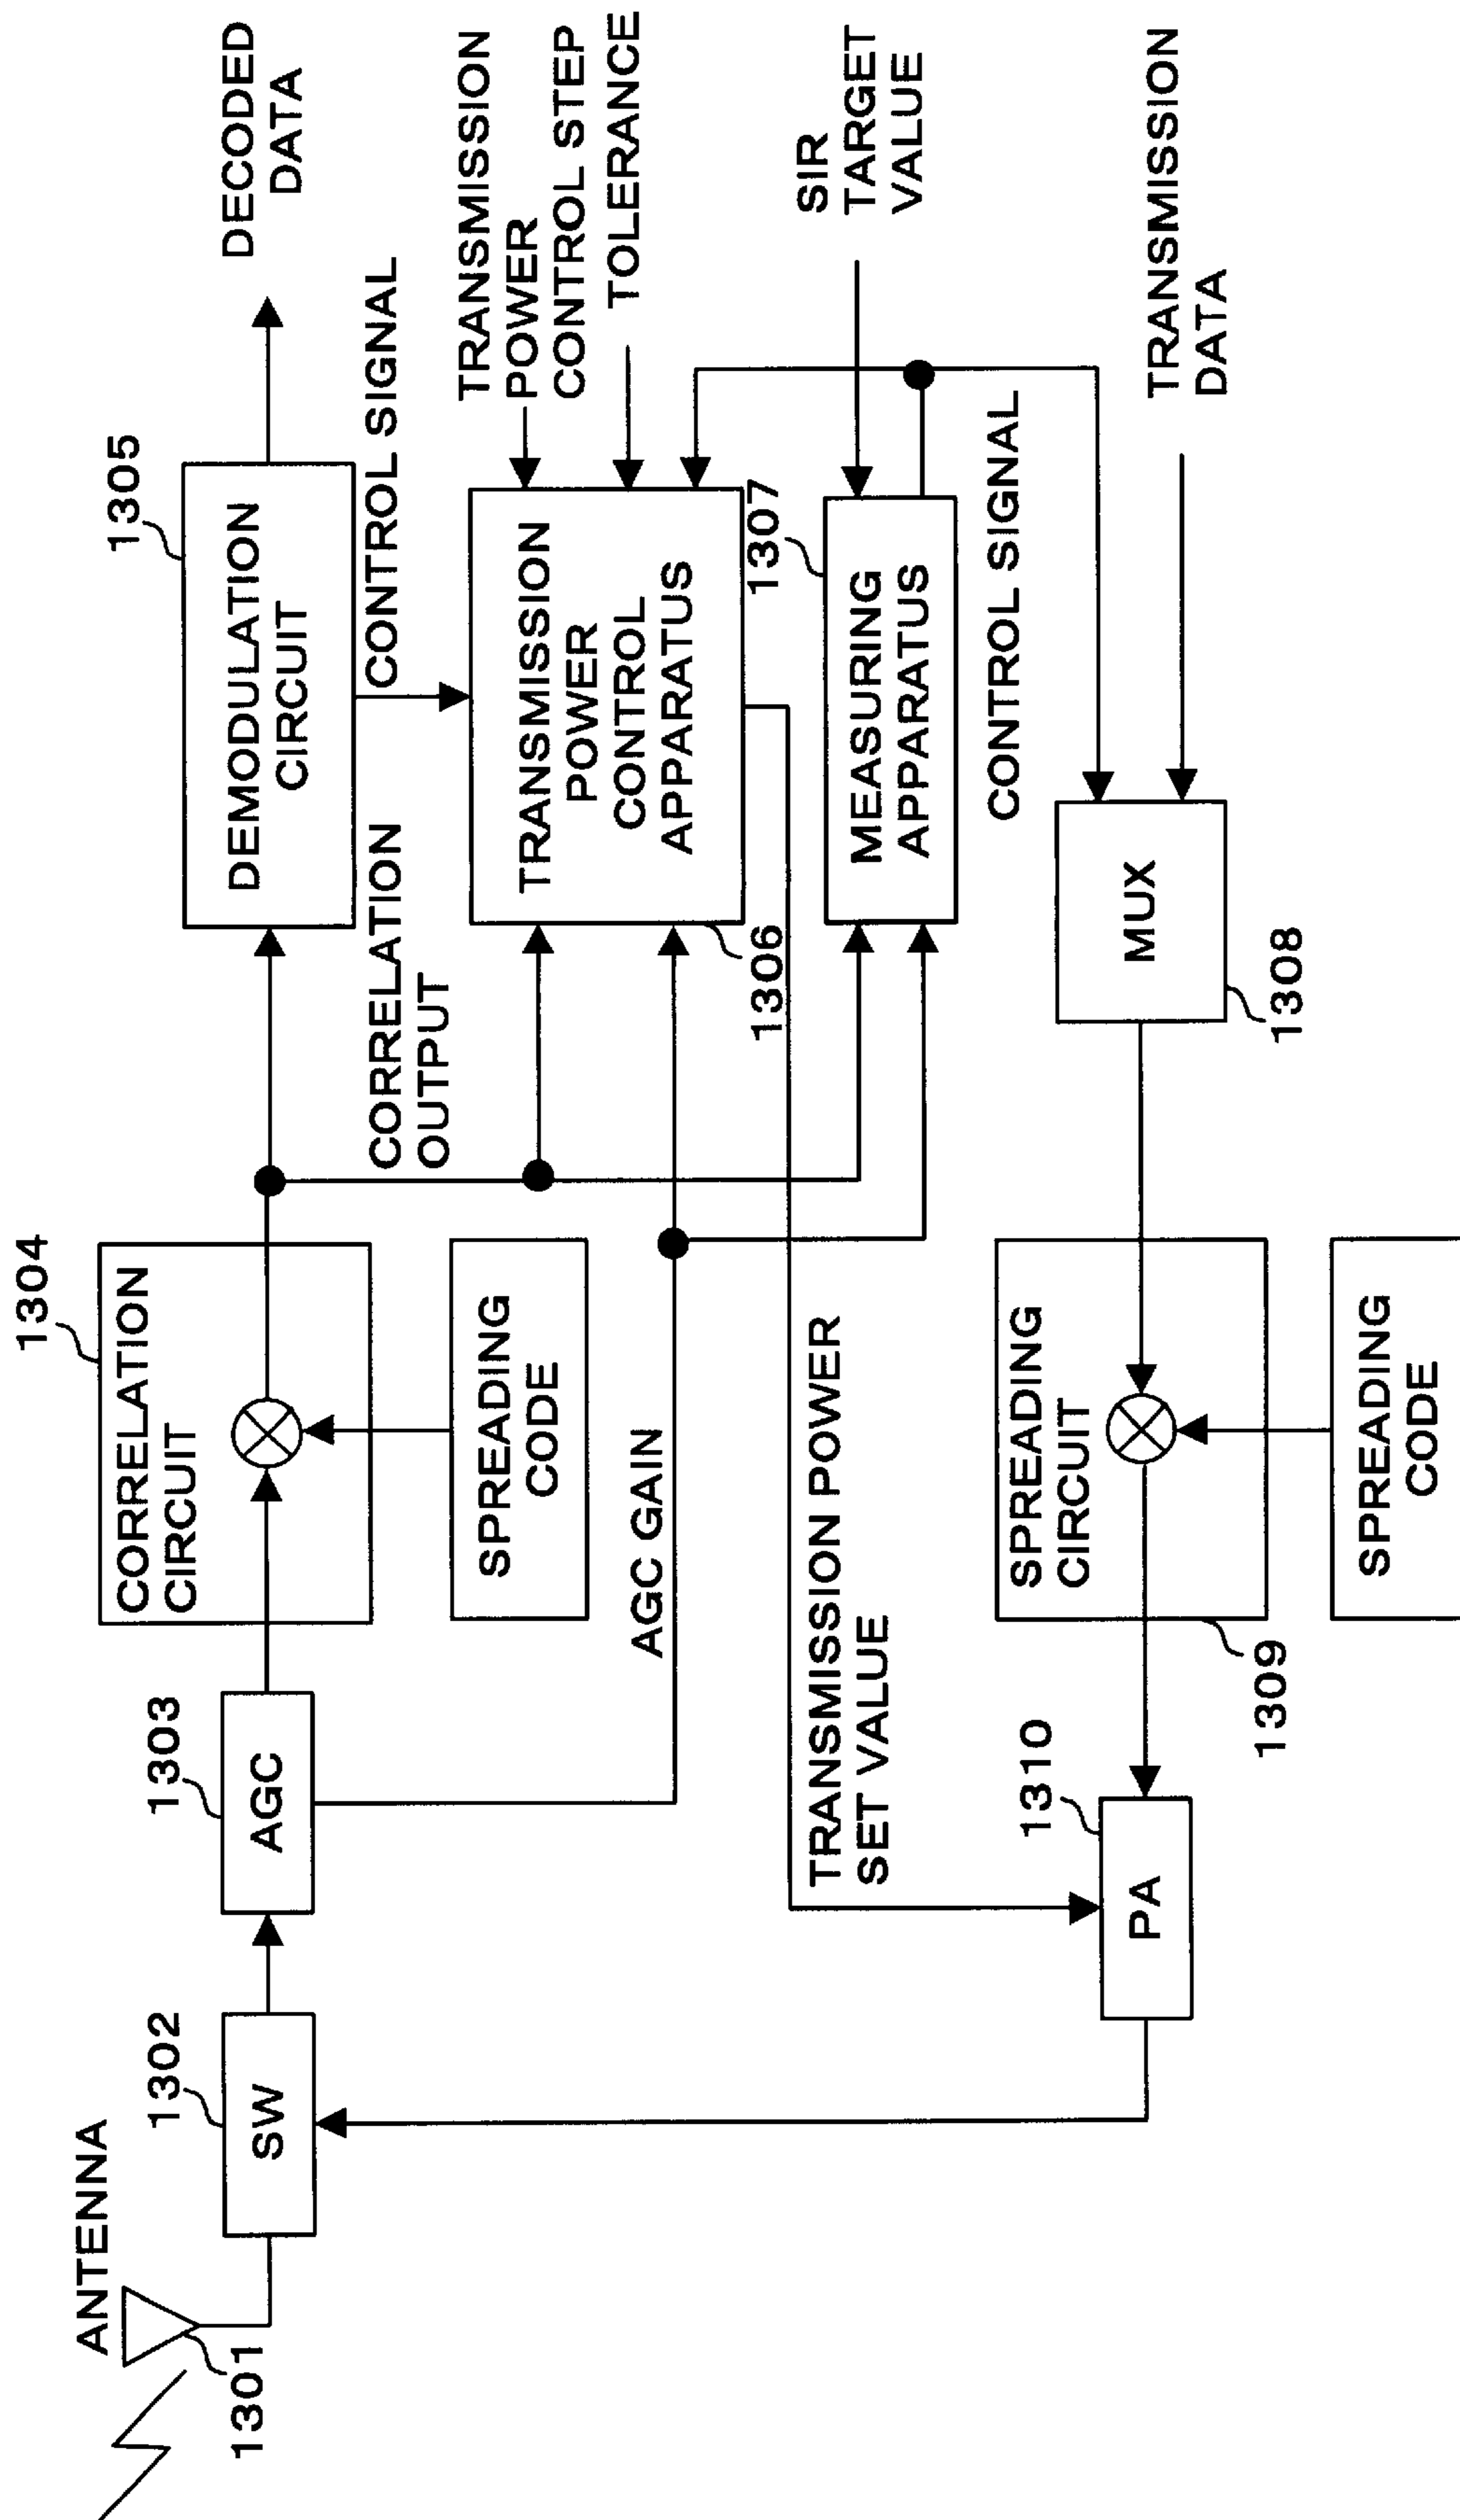 ANTENNA
1301
1302
SW
1303
AGC
1304
CORRELATION
CIRCUIT
SPREADING
CODE
CORRELATION
OUTPUT
1305
DEMODULATION
CIRCUIT
DECODED
DATA
CONTROL SIGNAL
TRANSMISSION
POWER
CONTROL STEP
TOLERANCE
AGC GAIN
1306
TRANSMISSION
POWER
CONTROL
APPARATUS
1307
MEASURING
APPARATUS
SIR
TARGET
VALUE
CONTROL SIGNAL
TRANSMISSION
DATA
TRANSMISSION POWER
SET VALUE
1310
PA
1309
SPREADING
CIRCUIT
SPREADING
CODE
MUX
1308